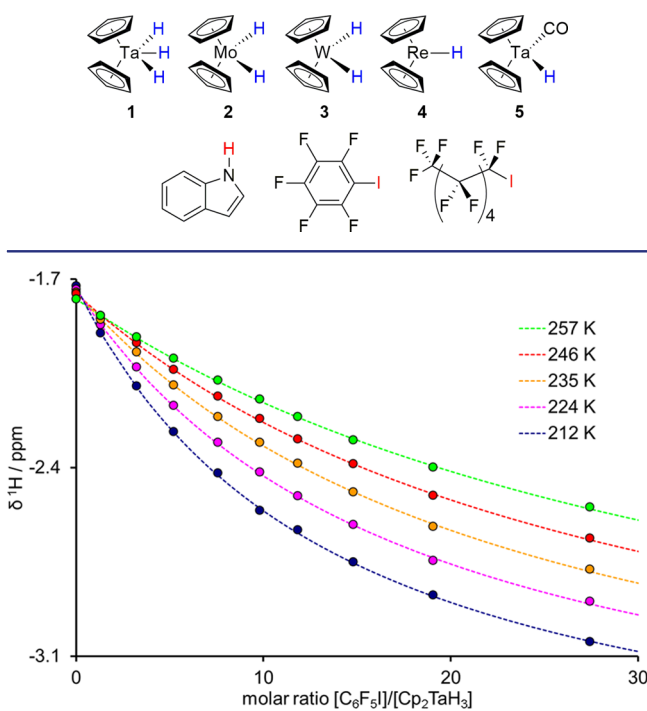 H H H CO
Ta H Mo W Re H Ta
H H H H
1 2 3 4 5
H
N
F F
F I
F F
F F F F F
F I
F F F 4
-1.7
-2.4
-3.1
δ ¹H / ppm
257 K
246 K
235 K
224 K
212 K
0 10 20 30
molar ratio [C₆F₅I]/[Cp₂TaH₃]